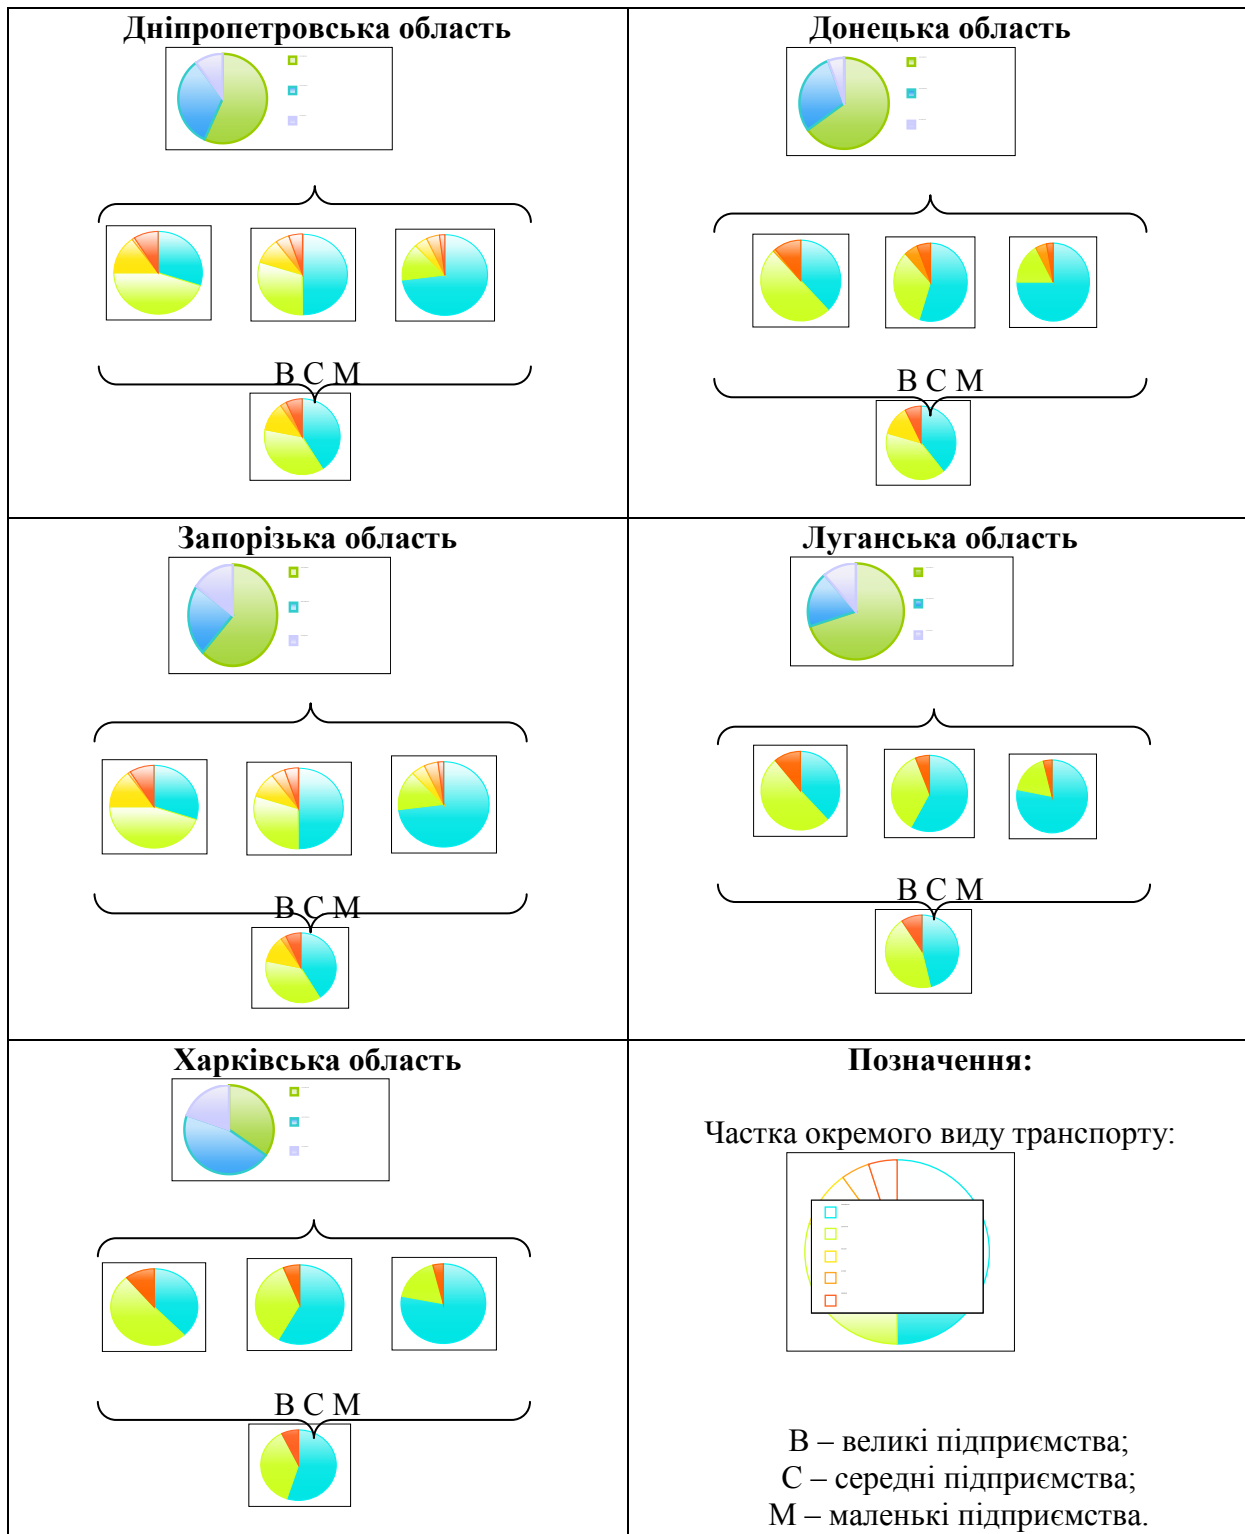 Дніпропетровська область
В С М
Донецька область
В С М
Запорізька область
В С М
Луганська область
В С М
Харківська область
В С М
Позначення:
Частка окремого виду транспорту:
В – великі підприємства;
С – середні підприємства;
М – маленькі підприємства.